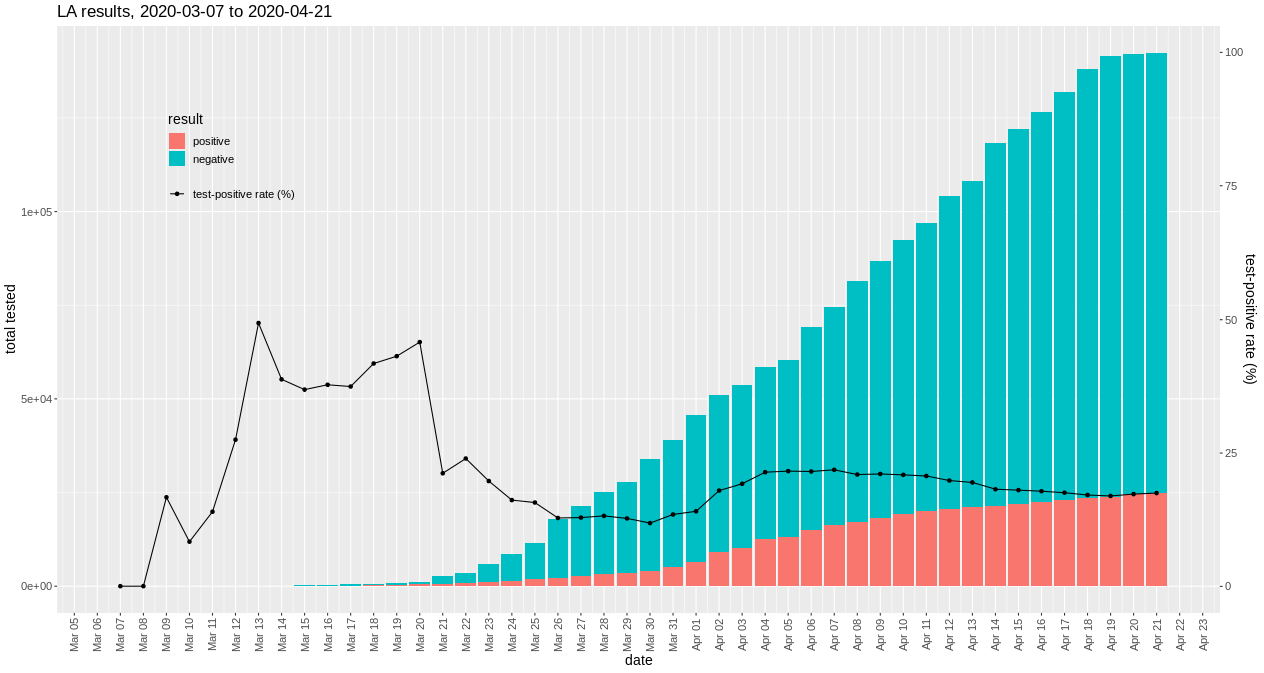 LA results, 2020-03-07 to 2020-04-21
total tested
1e+05
5e+04
0e+00
result
positive
negative
test-positive rate (%)
100
75
50
25
0
test-positive rate (%)
Mar 05
Mar 06
Mar 07
Mar 08
Mar 09
Mar 10
Mar 11
Mar 12
Mar 13
Mar 14
Mar 15
Mar 16
Mar 17
Mar 18
Mar 19
Mar 20
Mar 21
Mar 22
Mar 23
Mar 24
Mar 25
Mar 26
Mar 27
Mar 28
Mar 29
Mar 30
Mar 31
Apr 01
Apr 02
Apr 03
Apr 04
Apr 05
Apr 06
Apr 07
Apr 08
Apr 09
Apr 10
Apr 11
Apr 12
Apr 13
Apr 14
Apr 15
Apr 16
Apr 17
Apr 18
Apr 19
Apr 20
Apr 21
Apr 22
Apr 23
date